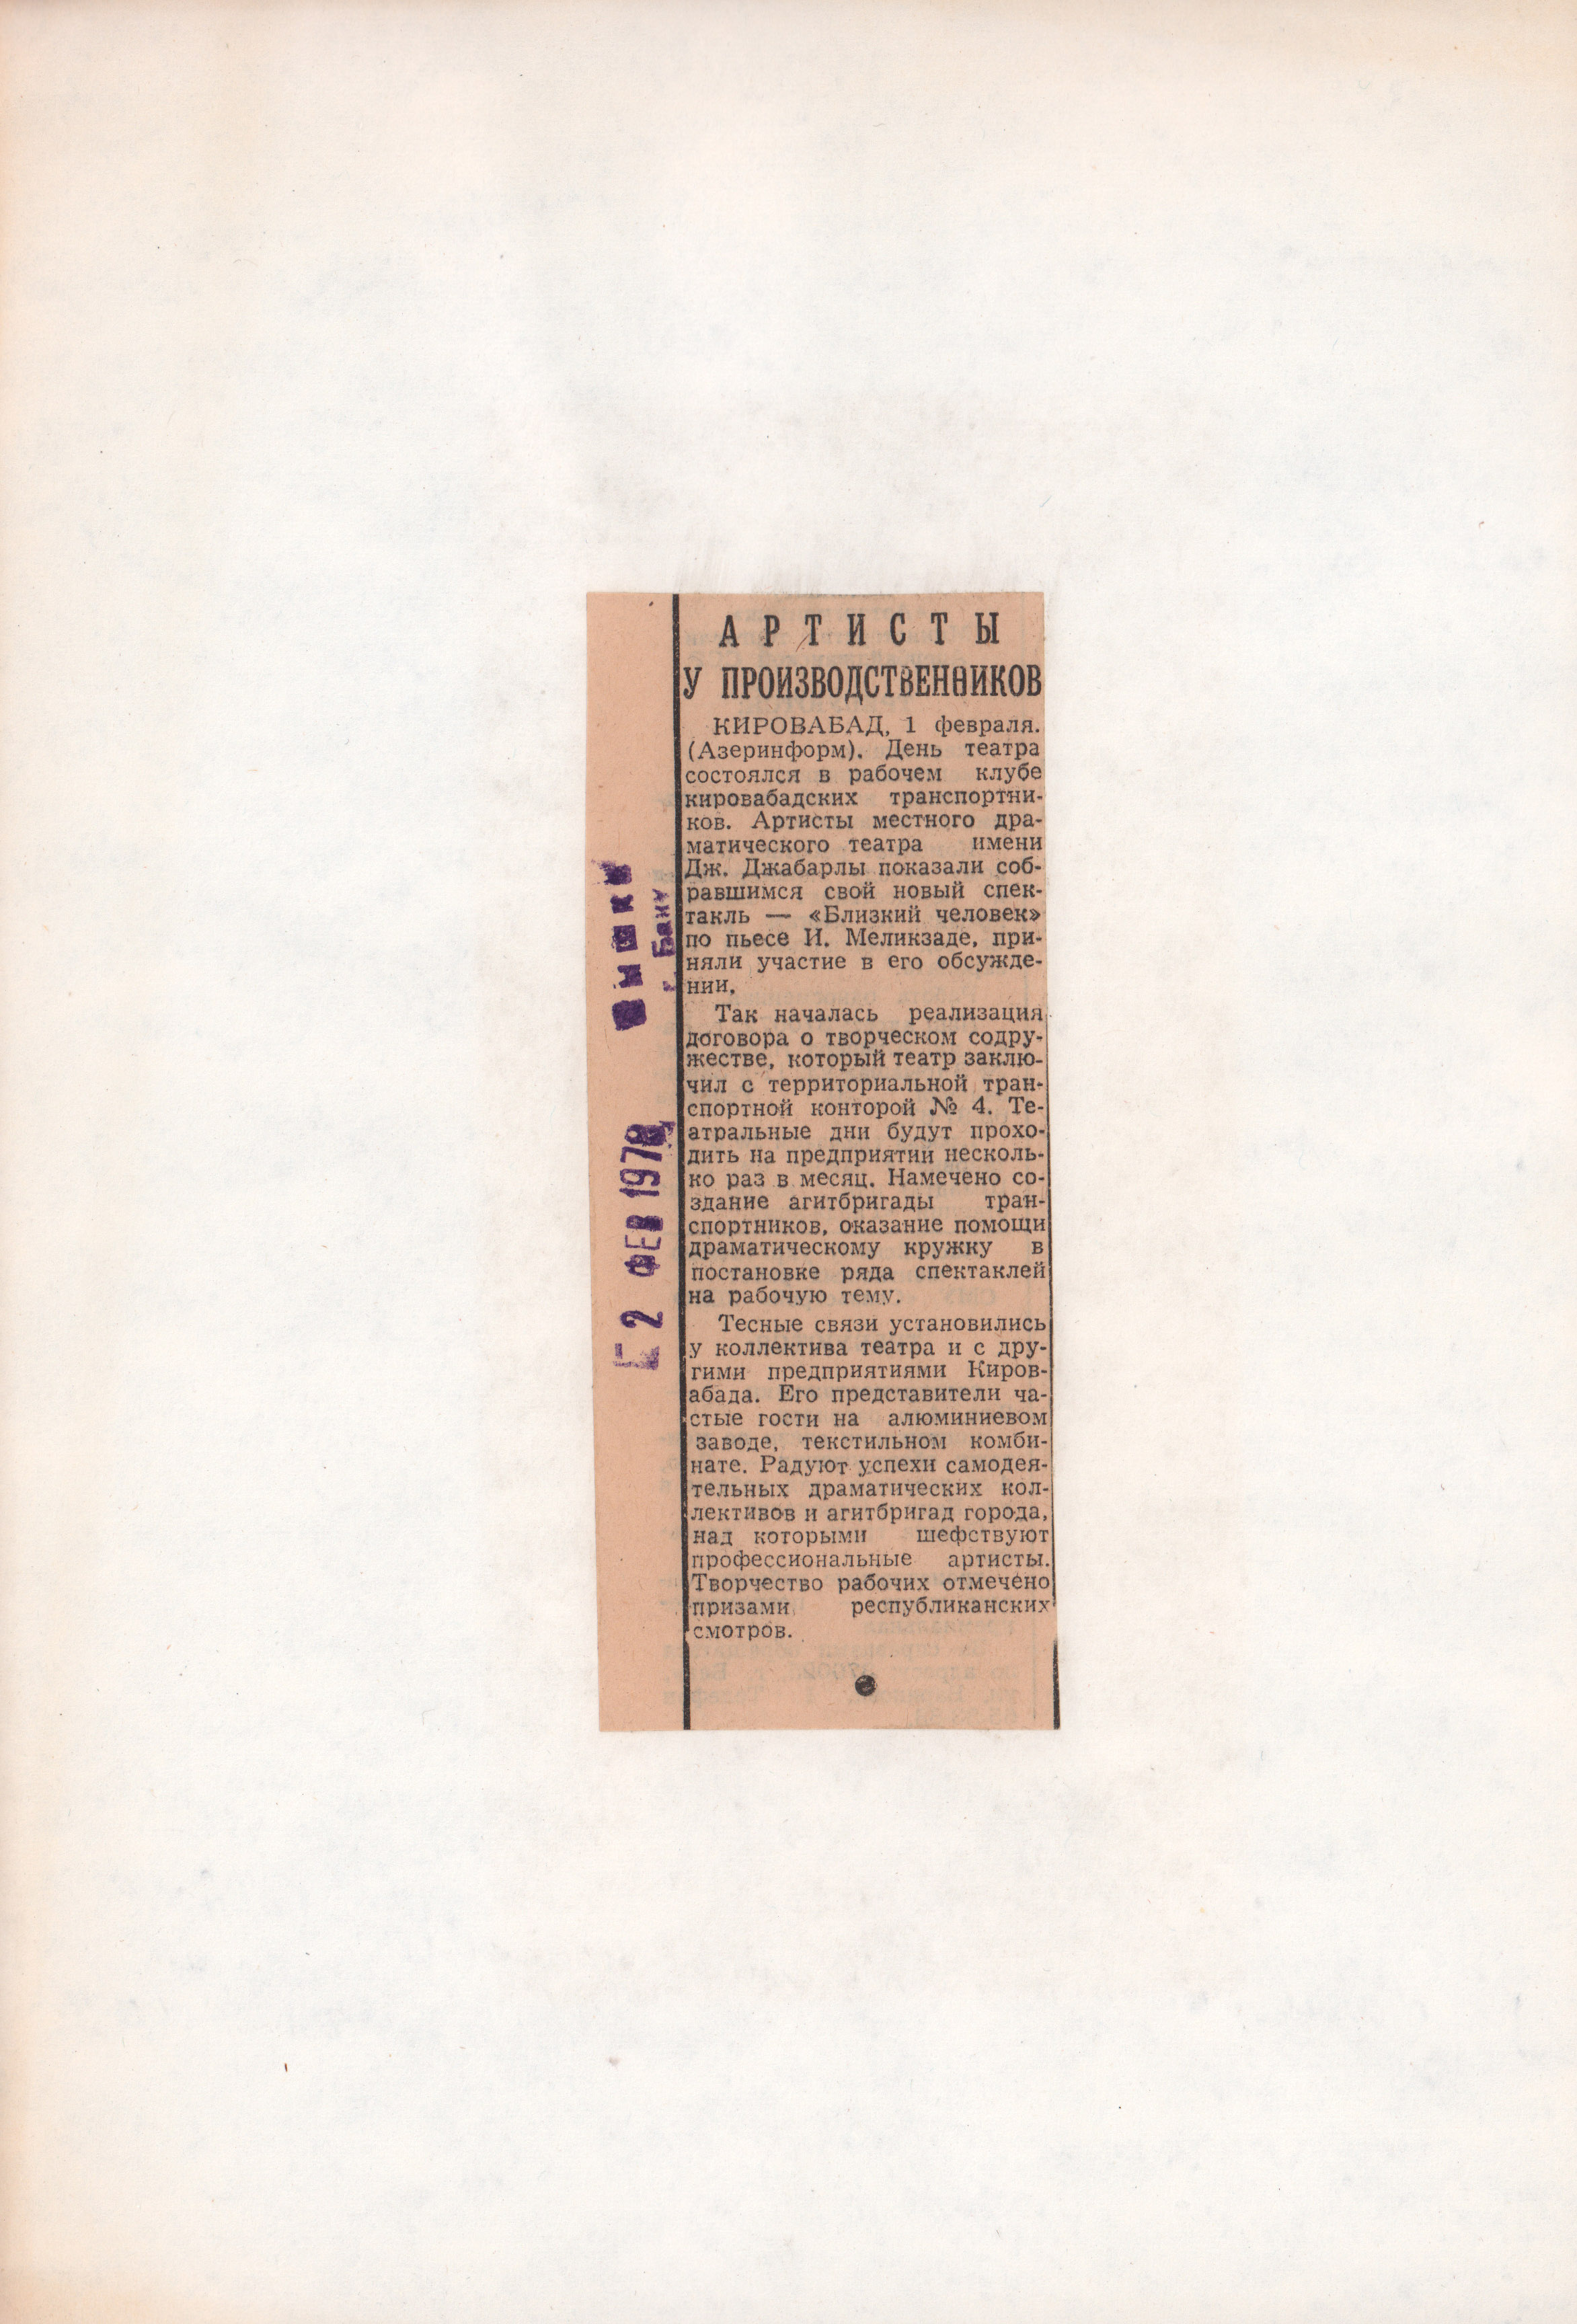 АРТИСТЫ
У ПРОИЗВОДСТВЕННИКОВ
КИРОВАБАД, 1 февраля.
(Азеринформ). День театра
состоялся в рабочем клубе
кировабадских транспортни-
ков. Артисты местного дра-
матического театра имени
Дж. Джабарлы показали соб-
равшимся свой новый спек-
такль — «Близкий человек»
по пьесе И. Меликзаде, при-
няли участие в его обсужде-
нии.
Так началась реализация
договора о творческом содру-
жестве, который театр заклю-
чил с территориальной тран-
спортной конторой № 4. Те-
атральные дни будут прохо-
дить на предприятии несколь-
ко раз в месяц. Намечено со-
здание агитбригады тран-
спортников, оказание помощи
драматическому кружку в
постановке ряда спектаклей
на рабочую тему.
Тесные связи установились
у коллектива театра и с дру-
гими предприятиями Киров-
абада. Его представители ча-
стые гости на алюминиевом
заводе, текстильном комби-
нате. Радуют успехи самодея-
тельных драматических кол-
лективов и агитбригад города,
над которыми шефствуют
профессиональные артисты.
Творчество рабочих отмечено
призами республиканских
смотров.
Вышка
г. Баку
2 ФЕВ 1978